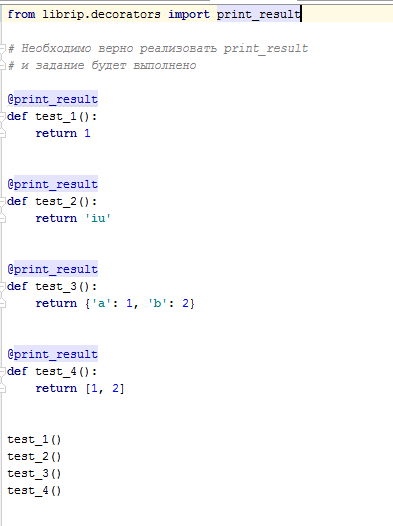 from librip.decorators import print_result
# Необходимо верно реализовать print_result
# и задание будет выполнено
@print_result
def test_1():
    return 1
@print_result
def test_2():
    return 'iu'
@print_result
def test_3():
    return {'a': 1, 'b': 2}
@print_result
def test_4():
    return [1, 2]
test_1()
test_2()
test_3()
test_4()